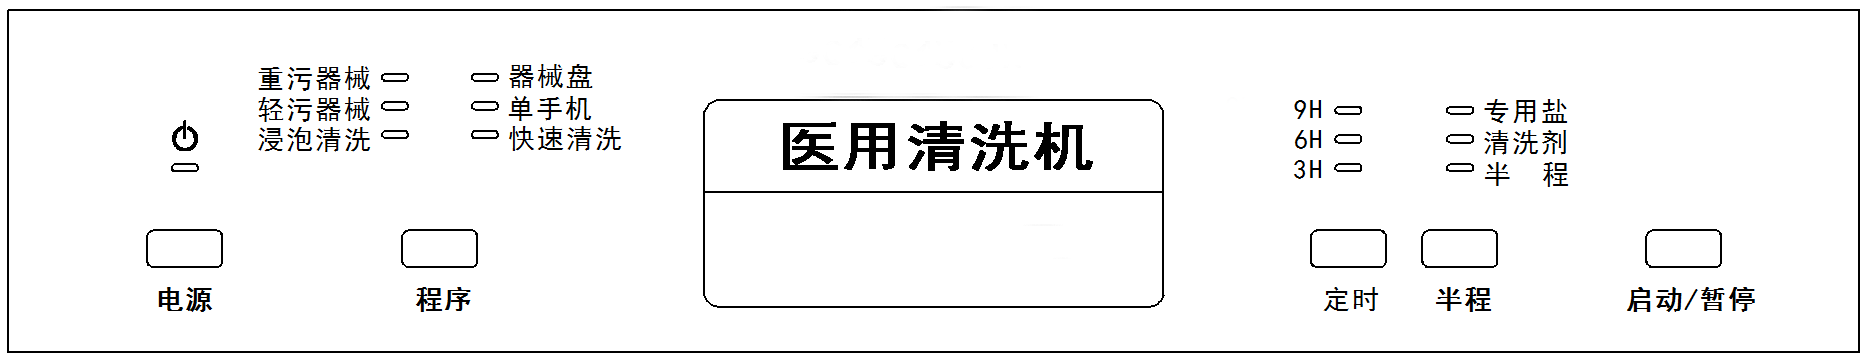 重污器械
轻污器械
浸泡清洗
器械盘
单手机
快速清洗
医用清洗机
9H
6H
3H
专用盐
清洗剂
半 程
电源
程序
定时
半程
启动/暂停